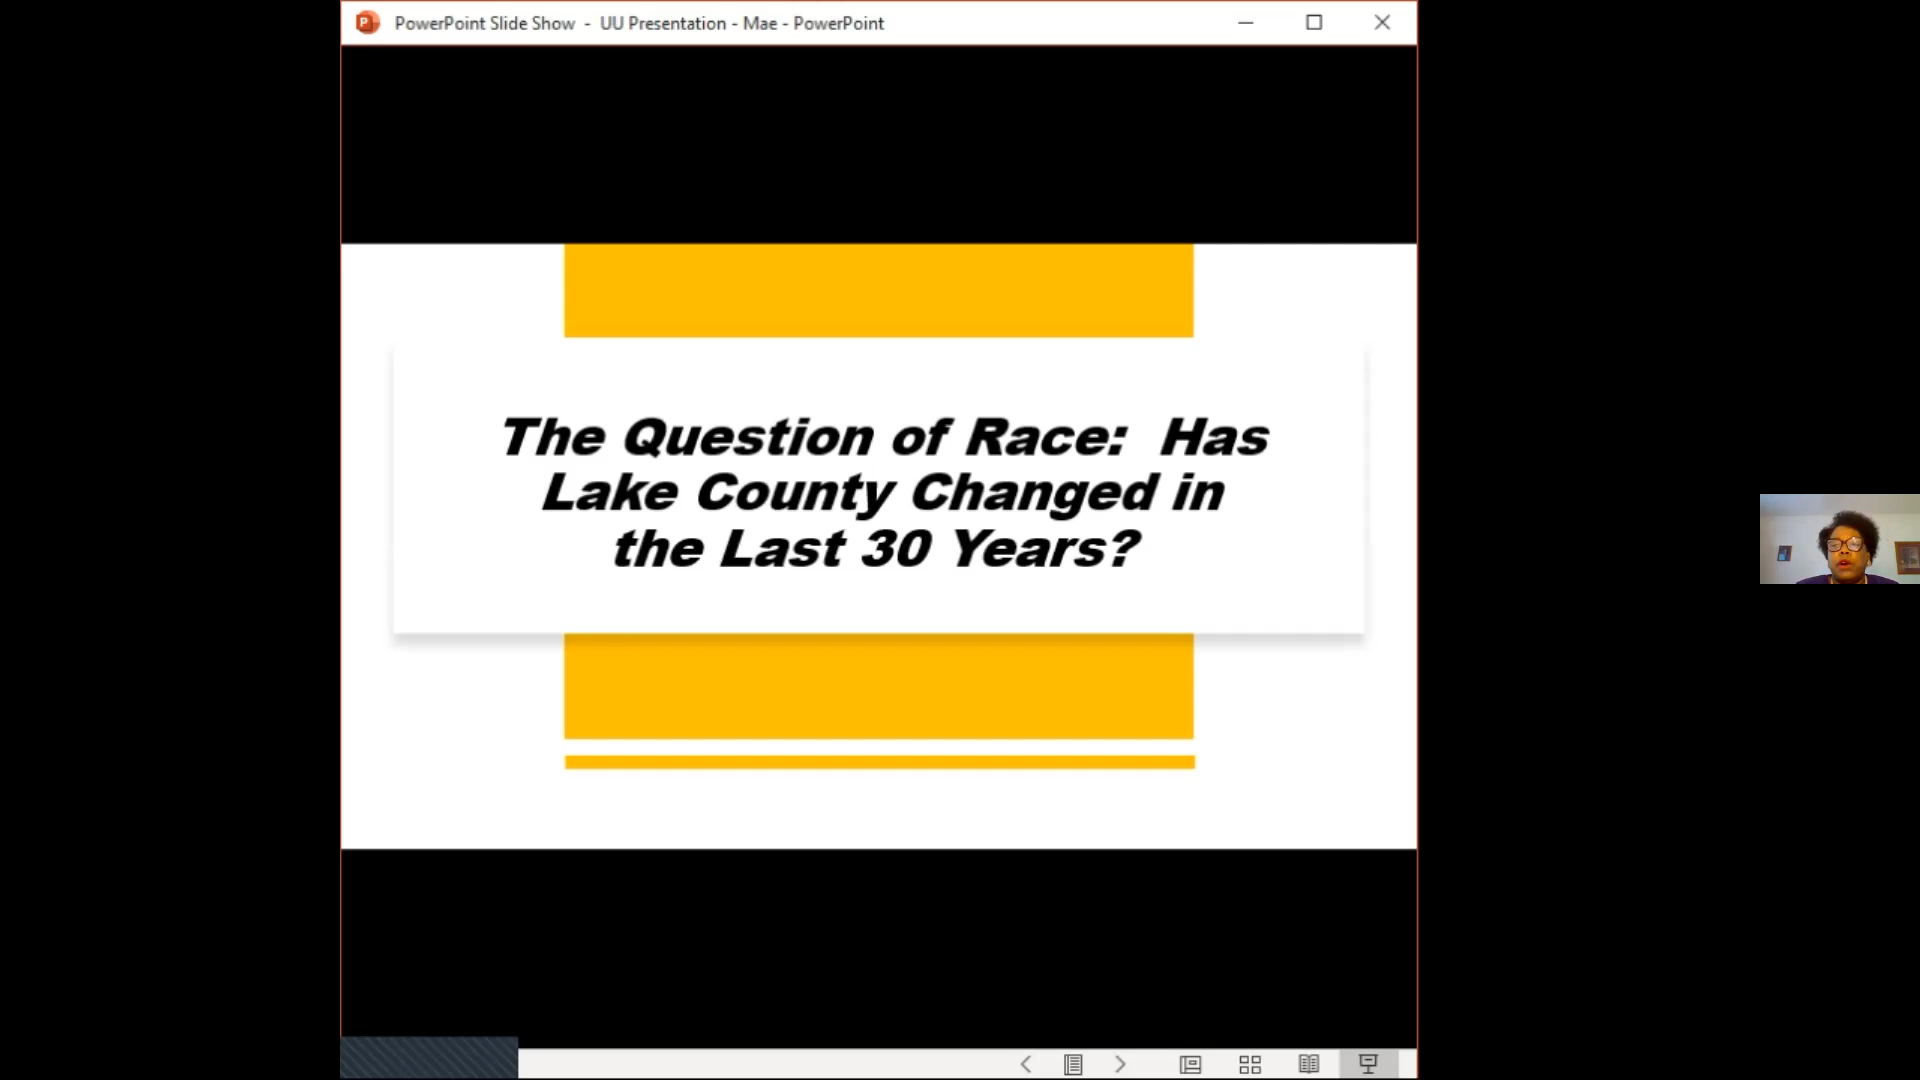 PowerPoint Slide Show - UU Presentation - Mae - PowerPoint
The Question of Race: Has
Lake County Changed in
the Last 30 Years?